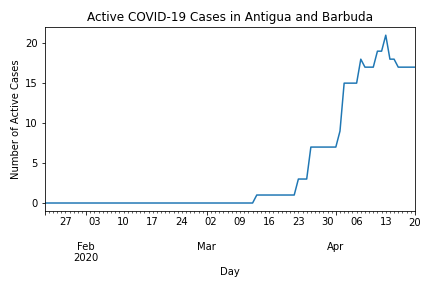 Active COVID-19 Cases in Antigua and Barbuda
Number of Active Cases
20
15
10
5
0
27 03 10 17 24 02 09 16 23 30 06 13 20
Feb Mar Apr
2020
Day